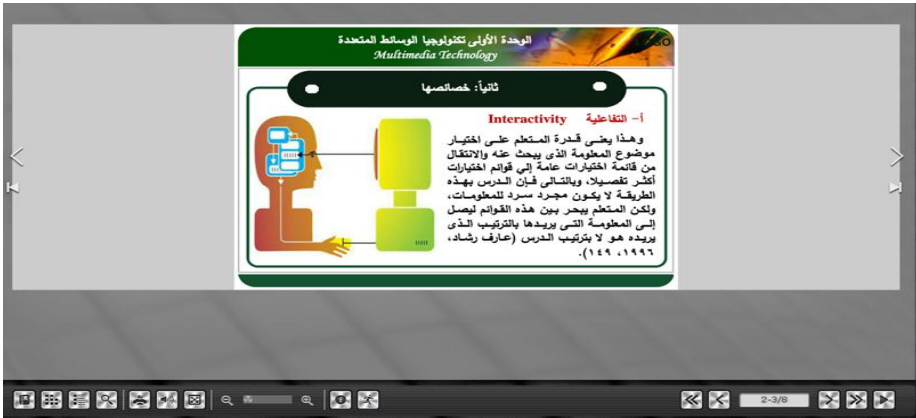 الوحدة الأولى تكنولوجيا الوسائط المتعددة
Multimedia Technology
ثانياً: خصائصها
أ- التفاعلية Interactivity
وهذا يعنى قدرة المتعلم على اختيار
موضوع المعلومة الذى يبحث عنه والانتقال
من قائمة اختيارات عامة إلي قوائم اختيارات
أكثر تفصيلا، وبالتالى فإن الدرس بهذه
الطريقة لا يكون مجرد سرد للمعلومات،
ولكن المتعلم يبحر بين هذه القوائم ليصل
إلى المعلومة التى يريدها بالترتيب الذى
يريده هو لا بترتيب الدرس (عارف رشاد،
١٩٩٦، ١٤٩).
2-3/8